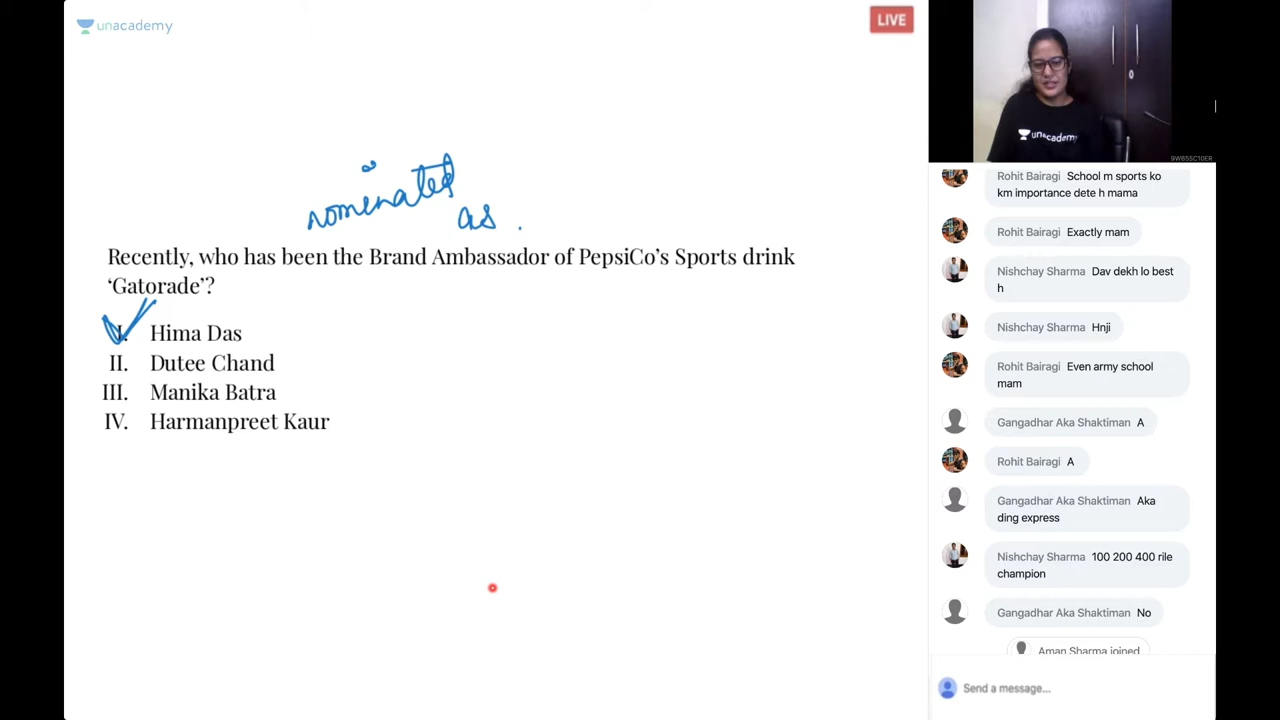 unacademy
LIVE
nominated
as .
Recently, who has been the Brand Ambassador of PepsiCo’s Sports drink
‘Gatorade’?
I. Hima Das
II. Dutee Chand
III. Manika Batra
IV. Harmanpreet Kaur
unacademy
9W855C10ER
Rohit Bairagi School m sports ko
km importance dete h mama
Rohit Bairagi Exactly mam
Nishchay Sharma Dav dekh lo best
h
Nishchay Sharma Hnji
Rohit Bairagi Even army school
mam
Gangadhar Aka Shaktiman A
Rohit Bairagi A
Gangadhar Aka Shaktiman Aka
ding express
Nishchay Sharma 100 200 400 rile
champion
Gangadhar Aka Shaktiman No
Aman Sharma joined
Send a message...